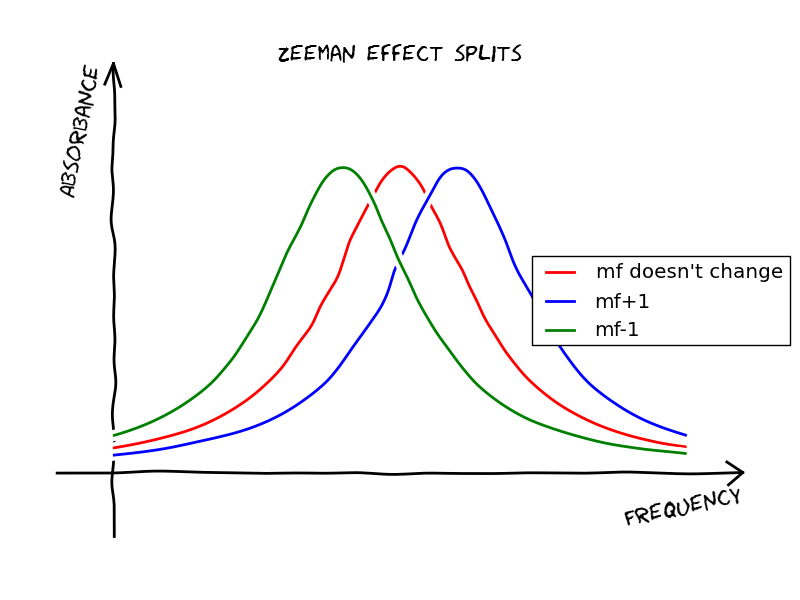 ZEEMAN EFFECT SPLITS
ABSORBANCE
mf doesn't change
mf+1
mf-1
FREQUENCY